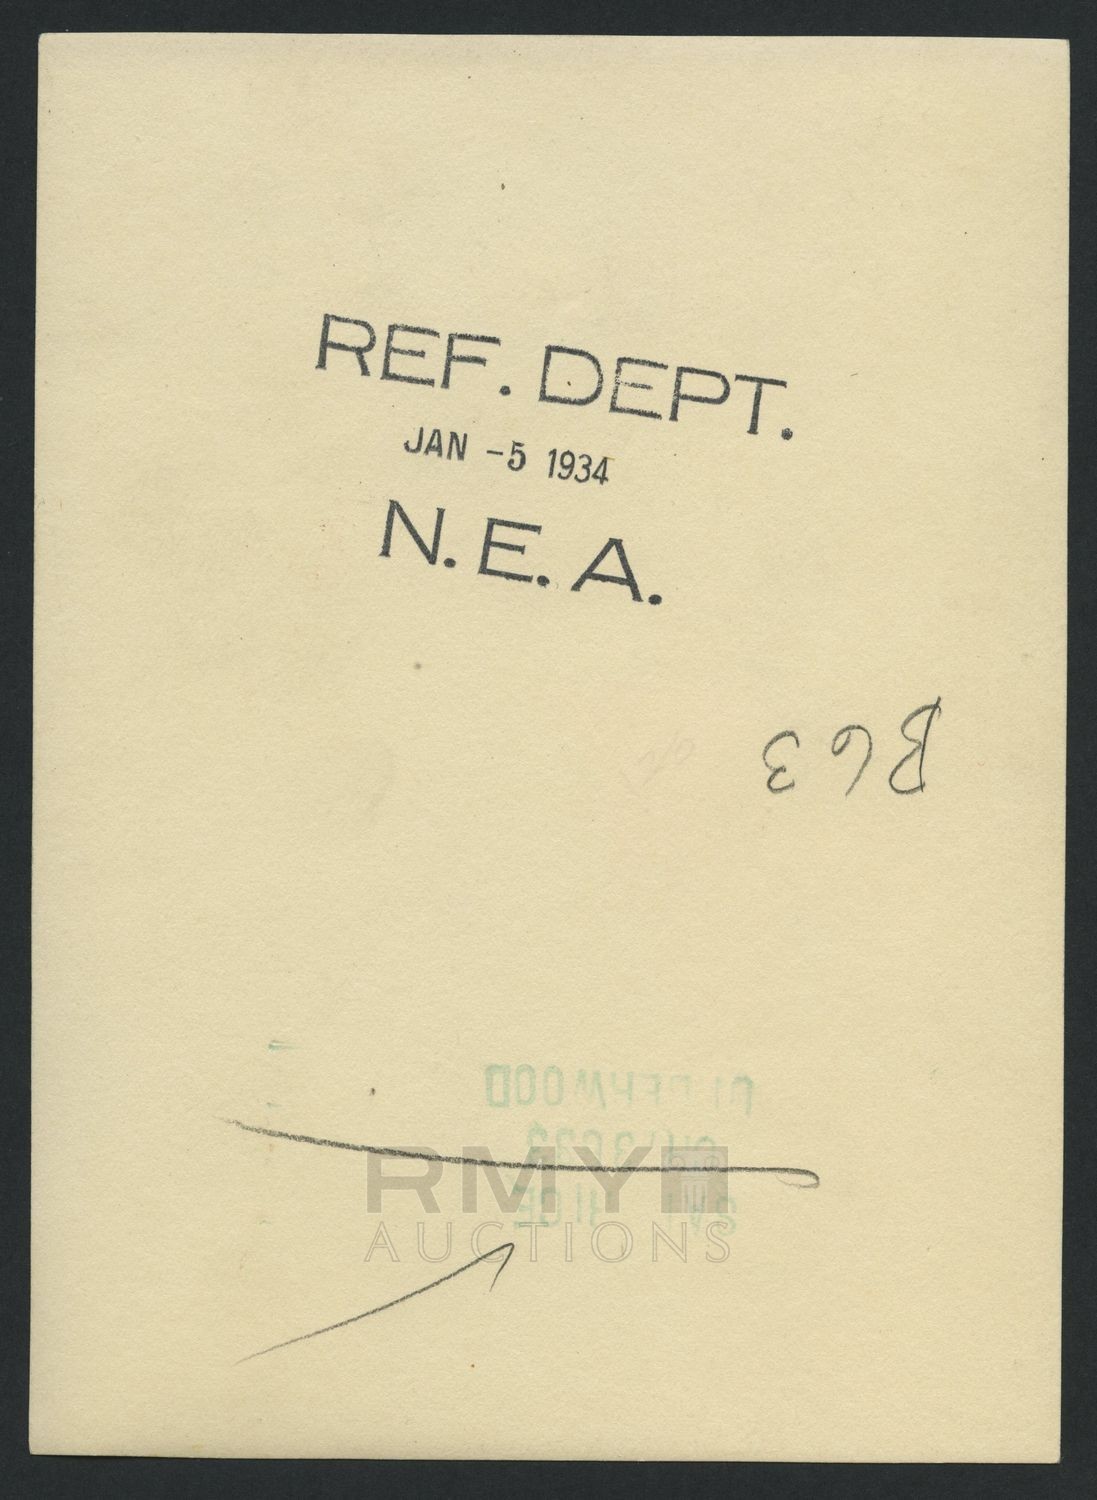 REF. DEPT.
JAN -5 1934
N.E.A.
B63
RMY
AUCTIONS